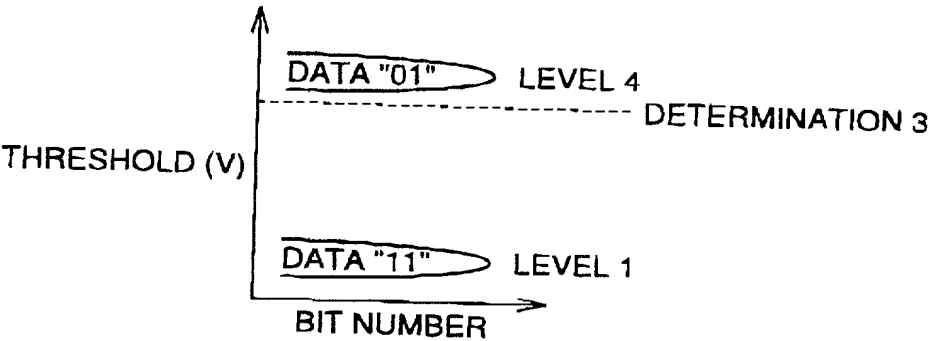 DATA "01"
LEVEL 4
DETERMINATION 3
THRESHOLD (V)
DATA "11"
LEVEL 1
BIT NUMBER